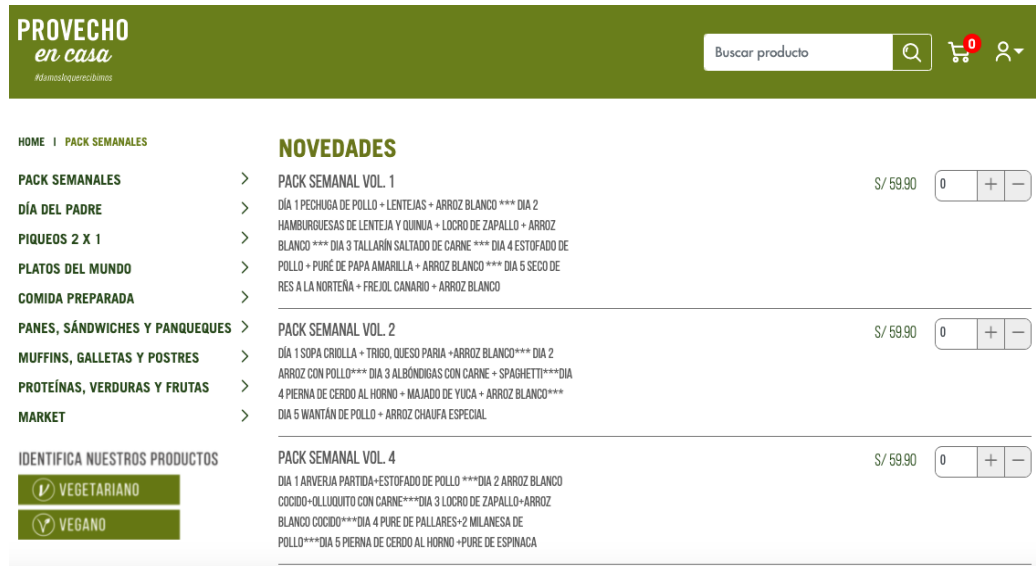 PROVECHO
en casa
#damosloquerecibimos
Buscar producto
0
HOME | PACK SEMANALES
PACK SEMANALES
DÍA DEL PADRE
PIQUEOS 2 X 1
PLATOS DEL MUNDO
COMIDA PREPARADA
PANES, SÁNDWICHES Y PANQUEQUES
MUFFINS, GALLETAS Y POSTRES
PROTEÍNAS, VERDURAS Y FRUTAS
MARKET
IDENTIFICA NUESTROS PRODUCTOS
VEGETARIANO
VEGANO
NOVEDADES
PACK SEMANAL VOL. 1
S/ 59.90
0 + −
DÍA 1 PECHUGA DE POLLO + LENTEJAS + ARROZ BLANCO *** DIA 2
HAMBURGUESAS DE LENTEJA Y QUINUA + LOCRO DE ZAPALLO + ARROZ
BLANCO *** DIA 3 TALLARÍN SALTADO DE CARNE *** DIA 4 ESTOFADO DE
POLLO + PURÉ DE PAPA AMARILLA + ARROZ BLANCO *** DIA 5 SECO DE
RES A LA NORTEÑA + FREJOL CANARIO + ARROZ BLANCO
PACK SEMANAL VOL. 2
S/ 59.90
0 + −
DÍA 1 SOPA CRIOLLA + TRIGO, QUESO PARIA +ARROZ BLANCO*** DIA 2
ARROZ CON POLLO*** DIA 3 ALBÓNDIGAS CON CARNE + SPAGHETTI***DIA
4 PIERNA DE CERDO AL HORNO + MAJADO DE YUCA + ARROZ BLANCO***
DIA 5 WANTÁN DE POLLO + ARROZ CHAUFA ESPECIAL
PACK SEMANAL VOL. 4
S/ 59.90
0 + −
DIA 1 ARVERJA PARTIDA+ESTOFADO DE POLLO ***DIA 2 ARROZ BLANCO
COCIDO+OLLUQUITO CON CARNE***DIA 3 LOCRO DE ZAPALLO+ARROZ
BLANCO COCIDO***DIA 4 PURE DE PALLARES+2 MILANESA DE
POLLO***DIA 5 PIERNA DE CERDO AL HORNO +PURE DE ESPINACA